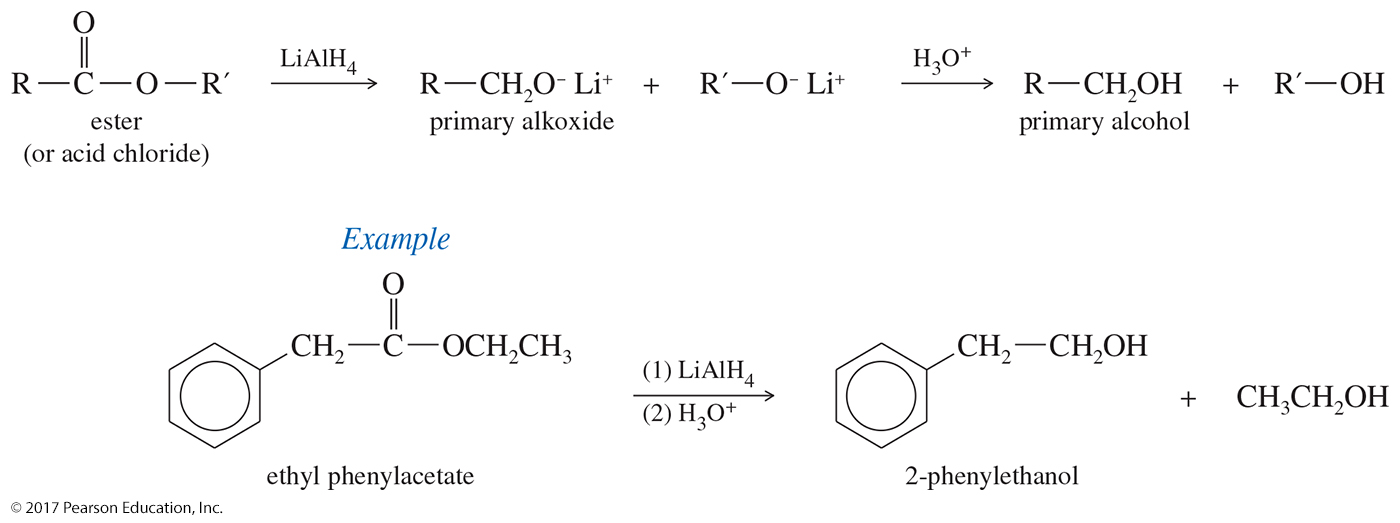 O
R—C—O—R′ LiAlH₄ R—CH₂O⁻ Li⁺ + R′—O⁻ Li⁺ H₃O⁺ R—CH₂OH + R′—OH
ester primary alkoxide primary alcohol
(or acid chloride)
Example
O
CH₂—C—OCH₂CH₃ CH₂—CH₂OH
(1) LiAlH₄
(2) H₃O⁺ + CH₃CH₂OH
ethyl phenylacetate 2-phenylethanol
© 2017 Pearson Education, Inc.